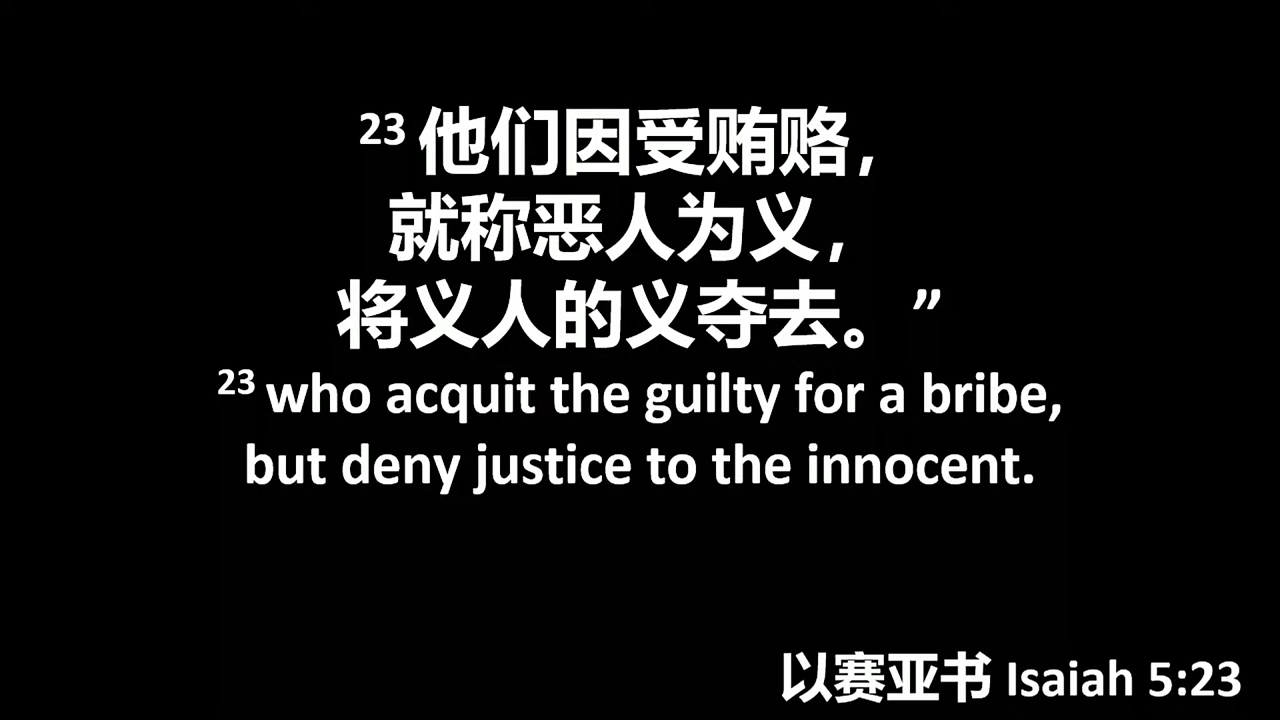 23 他们因受贿赂，
就称恶人为义，
将义人的义夺去。”
23 who acquit the guilty for a bribe,
but deny justice to the innocent.
以赛亚书 Isaiah 5:23